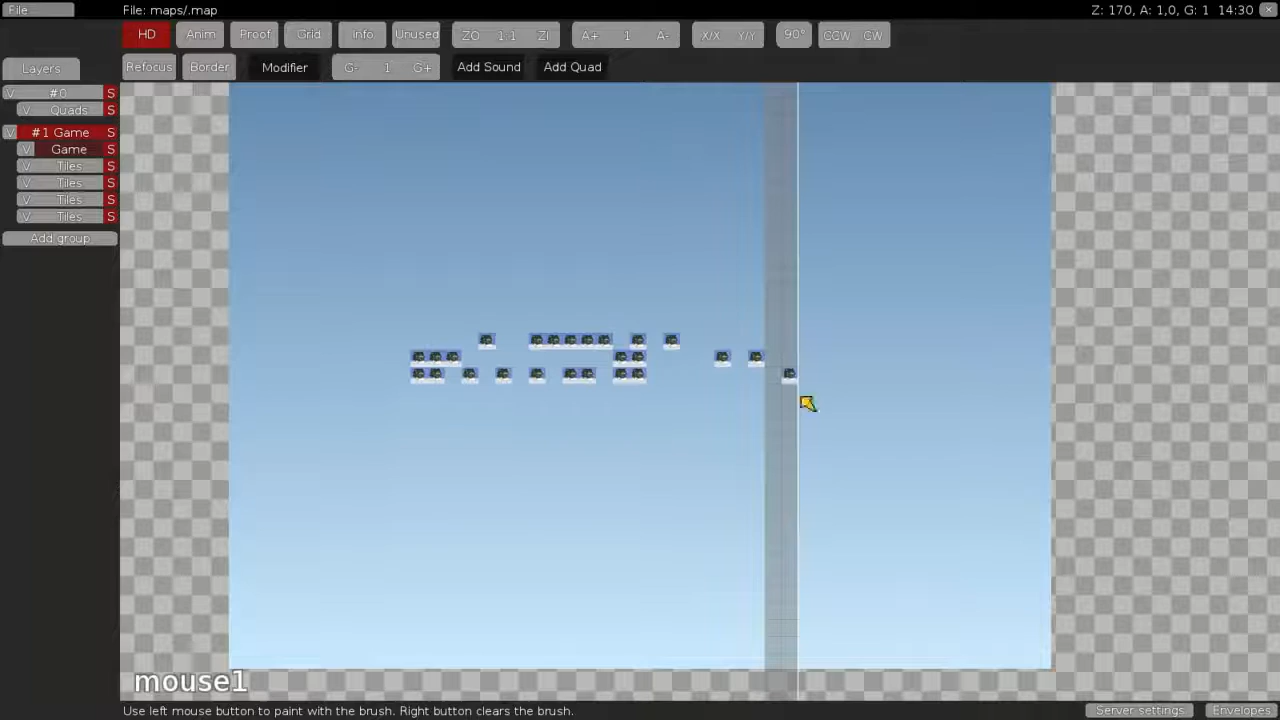 File File: maps/.map Z: 170, A: 1,0, G: 1 14:30 ×
HD Anim Proof Grid Info Unused ZO 1:1 ZI A+ 1 A- X/X Y/Y 90° CCW CW
Layers Refocus Border Modifier G- 1 G+ Add Sound Add Quad
V #0 S
V Quads S
V #1 Game S
V Game S
V Tiles S
V Tiles S
V Tiles S
V Tiles S
Add group
mouse1
Use left mouse button to paint with the brush. Right button clears the brush. Server settings Envelopes